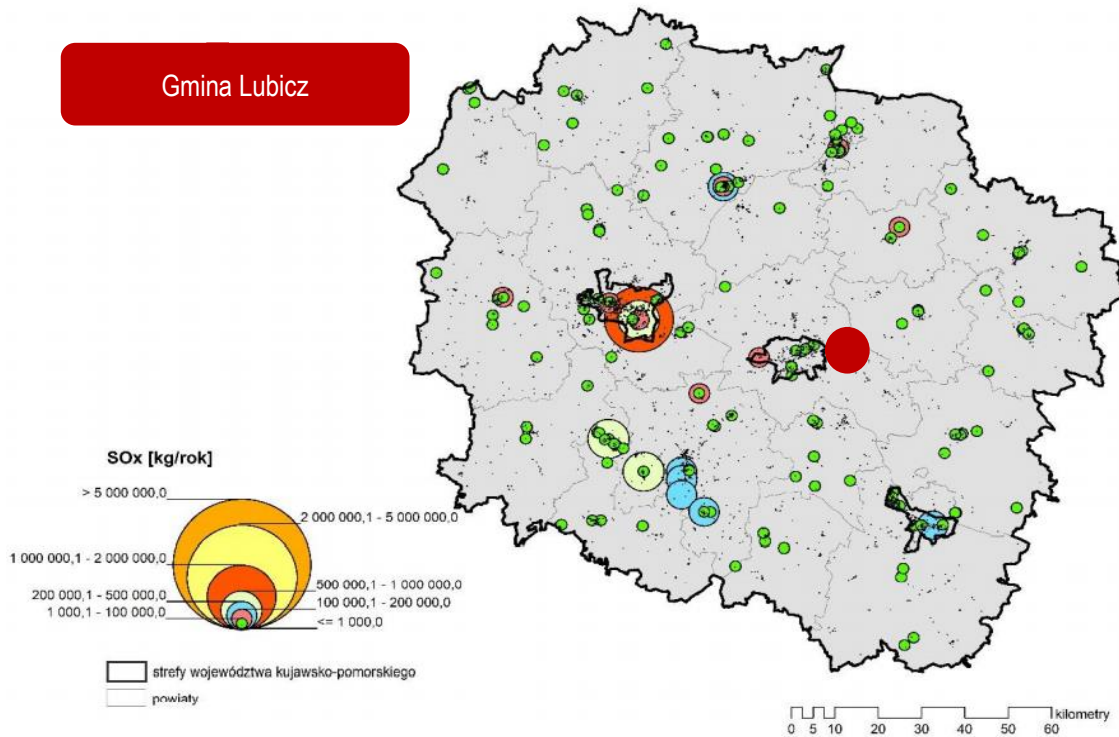 Gmina Lubicz
SOx [kg/rok]
> 5 000 000,0
2 000 000,1 - 5 000 000,0
1 000 000,1 - 2 000 000,0
500 000,1 - 1 000 000,0
200 000,1 - 500 000,0
100 000,1 - 200 000,0
1 000,1 - 100 000,0
<= 1 000,0
strefy województwa kujawsko-pomorskiego
powiaty
kilometry
0 5 10 20 30 40 50 60